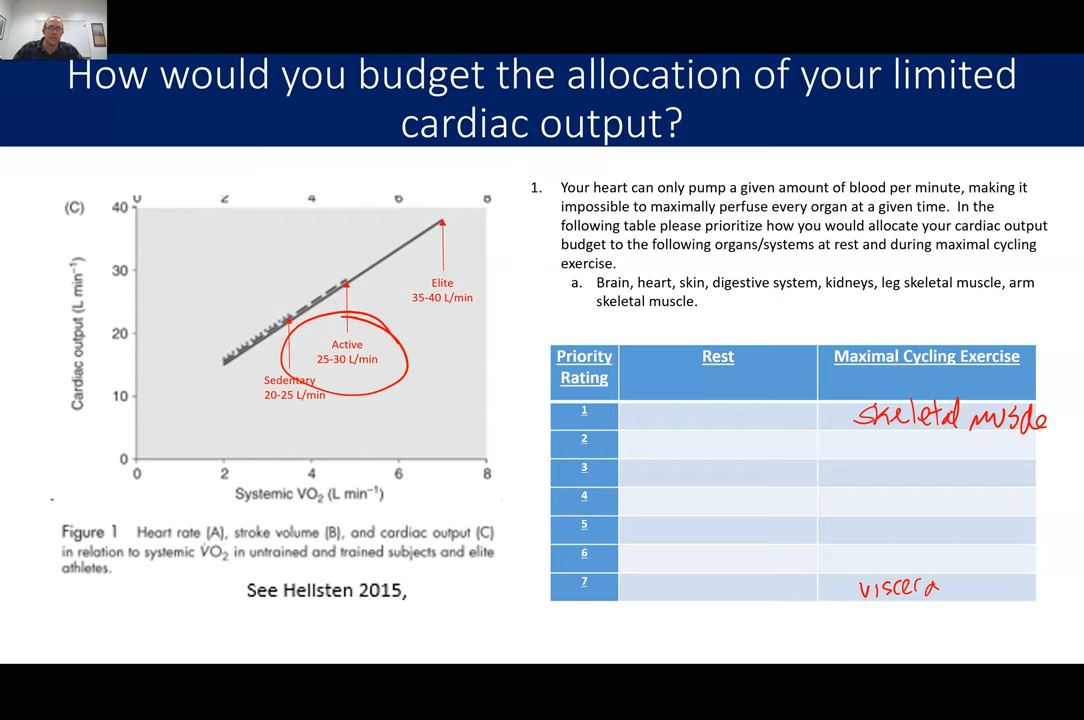 How would you budget the allocation of your limited
cardiac output?
0 2 4 6 8
(C)
40
30
20
10
0
Cardiac output (L min⁻¹)
0 2 4 6 8
Systemic VO₂ (L min⁻¹)
Elite
35-40 L/min
Active
25-30 L/min
Sedentary
20-25 L/min
Figure 1 Heart rate (A), stroke volume (B), and cardiac output (C)
in relation to systemic V̇O₂ in untrained and trained subjects and elite
athletes.
See Hellsten 2015,
1. Your heart can only pump a given amount of blood per minute, making it
impossible to maximally perfuse every organ at a given time. In the
following table please prioritize how you would allocate your cardiac output
budget to the following organs/systems at rest and during maximal cycling
exercise.
a. Brain, heart, skin, digestive system, kidneys, leg skeletal muscle, arm
skeletal muscle.
Priority Rating Rest Maximal Cycling Exercise
1 skeletal muscle
2
3
4
5
6
7 viscera